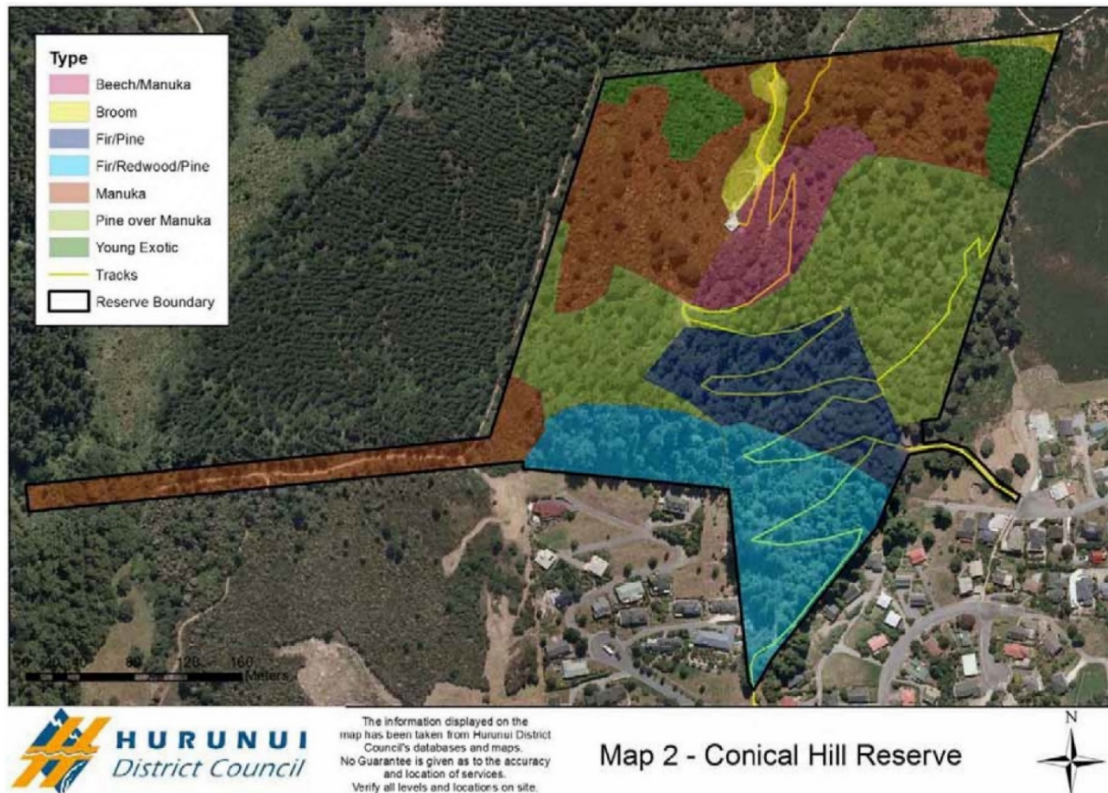 Type
Beech/Manuka
Broom
Fir/Pine
Fir/Redwood/Pine
Manuka
Pine over Manuka
Young Exotic
Tracks
Reserve Boundary
40 80 120 160
Meters
HURUNUI
District Council
The information displayed on the
map has been taken from Hurunui District
Council's databases and maps.
No Guarantee is given as to the accuracy
and location of services.
Verify all levels and locations on site.
Map 2 - Conical Hill Reserve
N